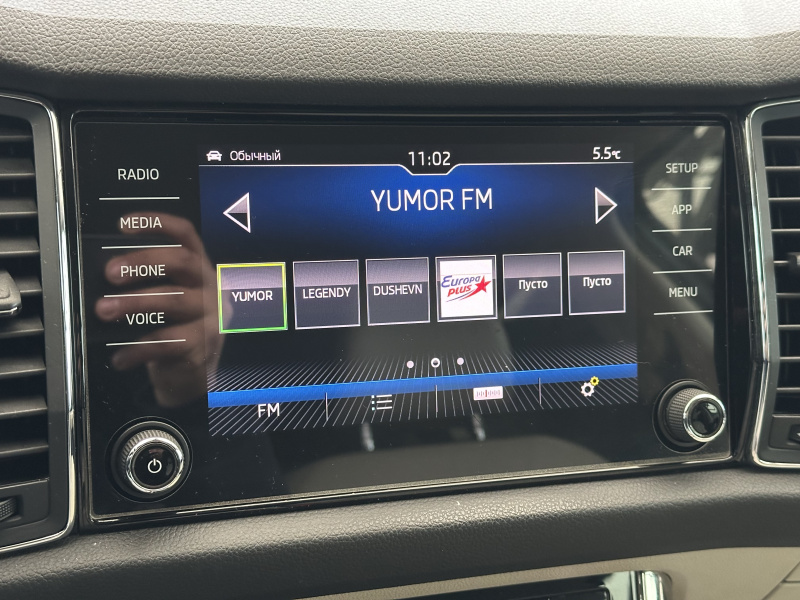 RADIO
MEDIA
PHONE
VOICE
Обычный
11:02
5.5°C
YUMOR FM
YUMOR
LEGENDY
DUSHEVN
Europa
PLUS
Пусто
Пусто
FM
SETUP
APP
CAR
MENU